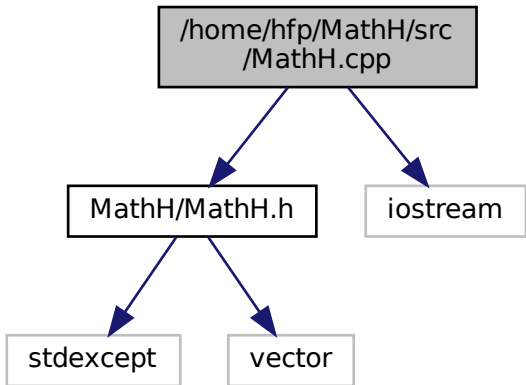 /home/hfp/MathH/src
/MathH.cpp
MathH/MathH.h
iostream
stdexcept
vector